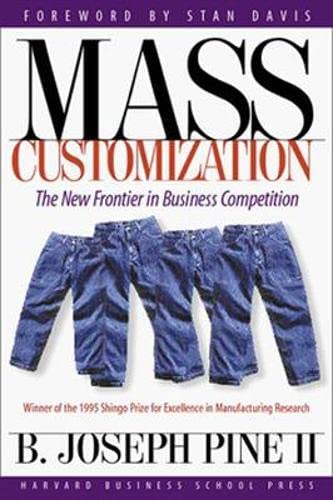 FOREWORD BY STAN DAVIS
MASS
CUSTOMIZATION
The New Frontier in Business Competition
Winner of the 1995 Shingo Prize for Excellence in Manufacturing Research
B. JOSEPH PINE II
HARVARD BUSINESS SCHOOL PRESS